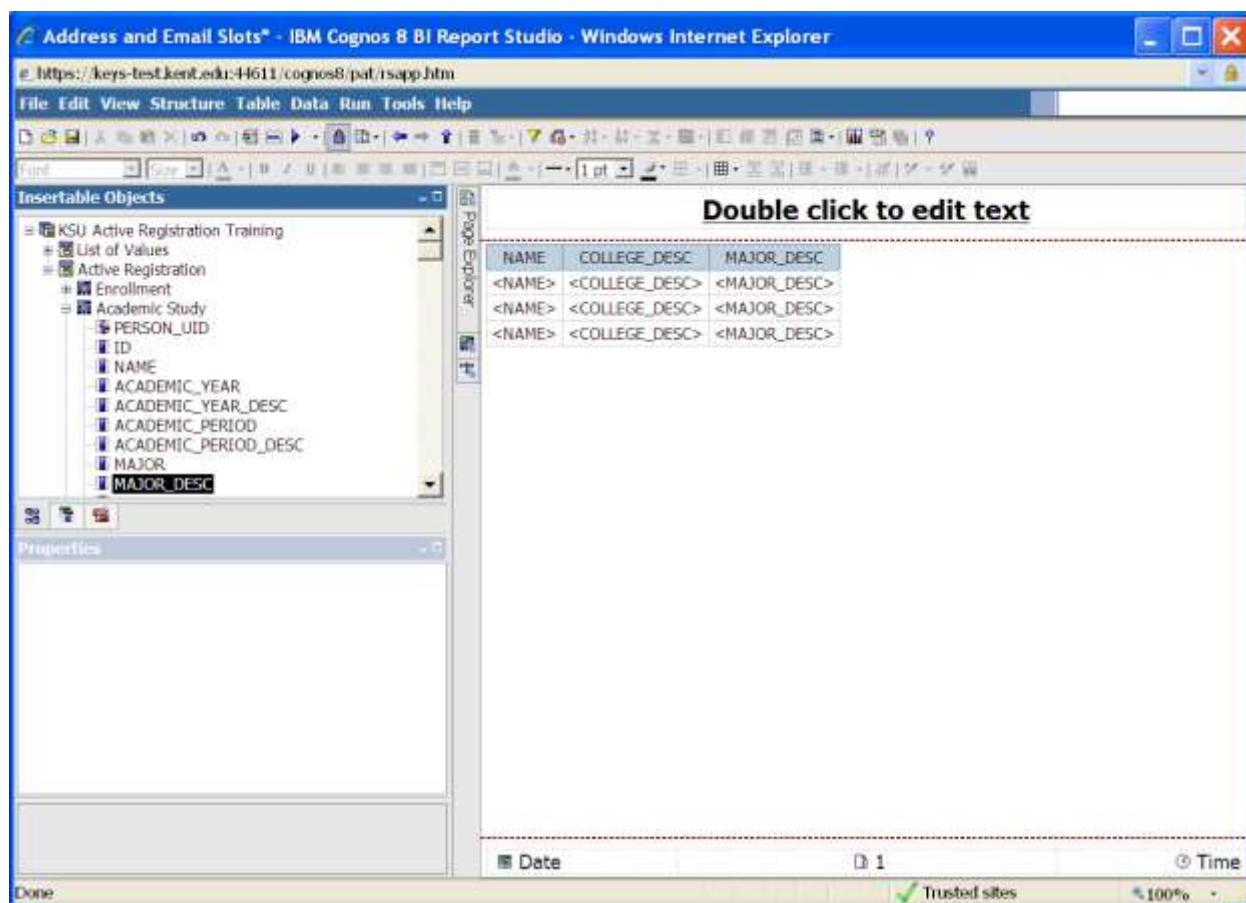 Address and Email Slots* - IBM Cognos 8 BI Report Studio - Windows Internet Explorer
https://keys-test.kent.edu:44611/cognos8/pat/rsapp.htm
File Edit View Structure Table Data Run Tools Help
Font Size 1 pt
Insertable Objects
KSU Active Registration Training
List of Values
Active Registration
Enrollment
Academic Study
PERSON_UID
ID
NAME
ACADEMIC_YEAR
ACADEMIC_YEAR_DESC
ACADEMIC_PERIOD
ACADEMIC_PERIOD_DESC
MAJOR
MAJOR_DESC
Properties
Page Explorer
Double click to edit text
NAME COLLEGE_DESC MAJOR_DESC
<NAME> <COLLEGE_DESC> <MAJOR_DESC>
<NAME> <COLLEGE_DESC> <MAJOR_DESC>
<NAME> <COLLEGE_DESC> <MAJOR_DESC>
Date 1 Time
Done Trusted sites 100%